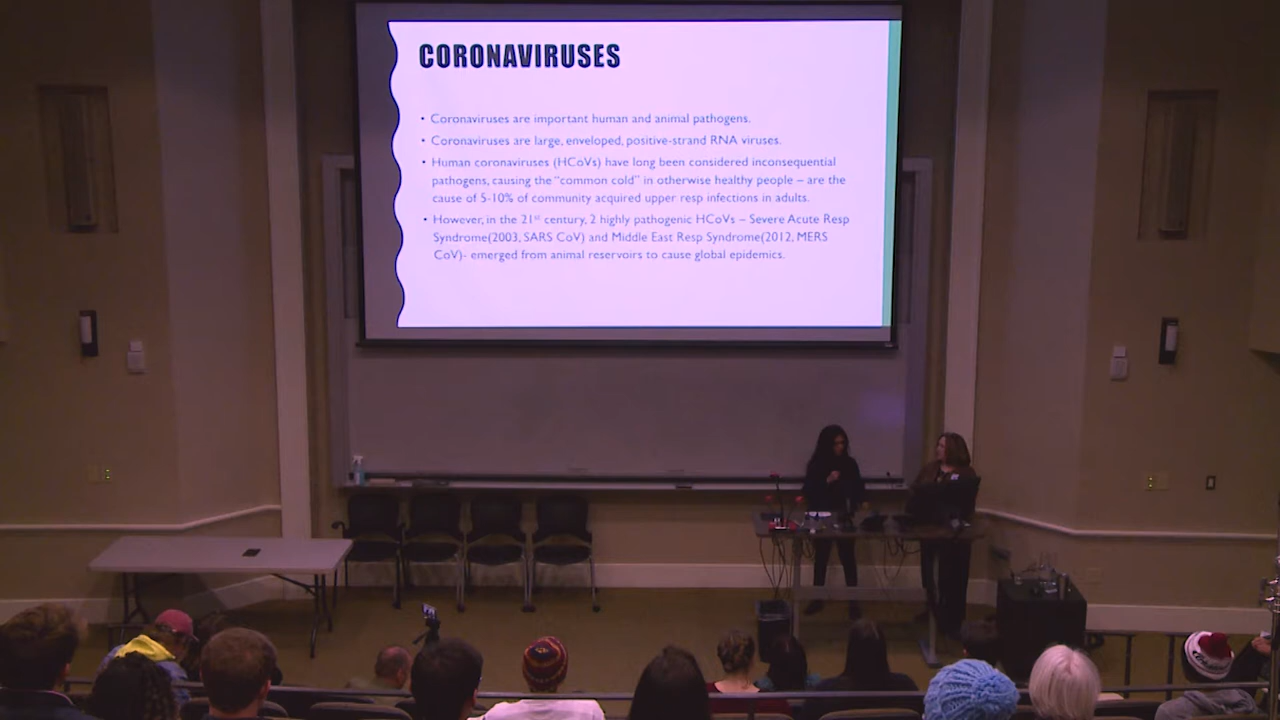 CORONAVIRUSES
• Coronaviruses are important human and animal pathogens.
• Coronaviruses are large, enveloped, positive-strand RNA viruses.
• Human coronaviruses (HCoVs) have long been considered inconsequential
pathogens, causing the "common cold" in otherwise healthy people – are the
cause of 5-10% of community acquired upper resp infections in adults.
• However, in the 21st century, 2 highly pathogenic HCoVs – Severe Acute Resp
Syndrome(2003, SARS CoV) and Middle East Resp Syndrome(2012, MERS
CoV)- emerged from animal reservoirs to cause global epidemics.